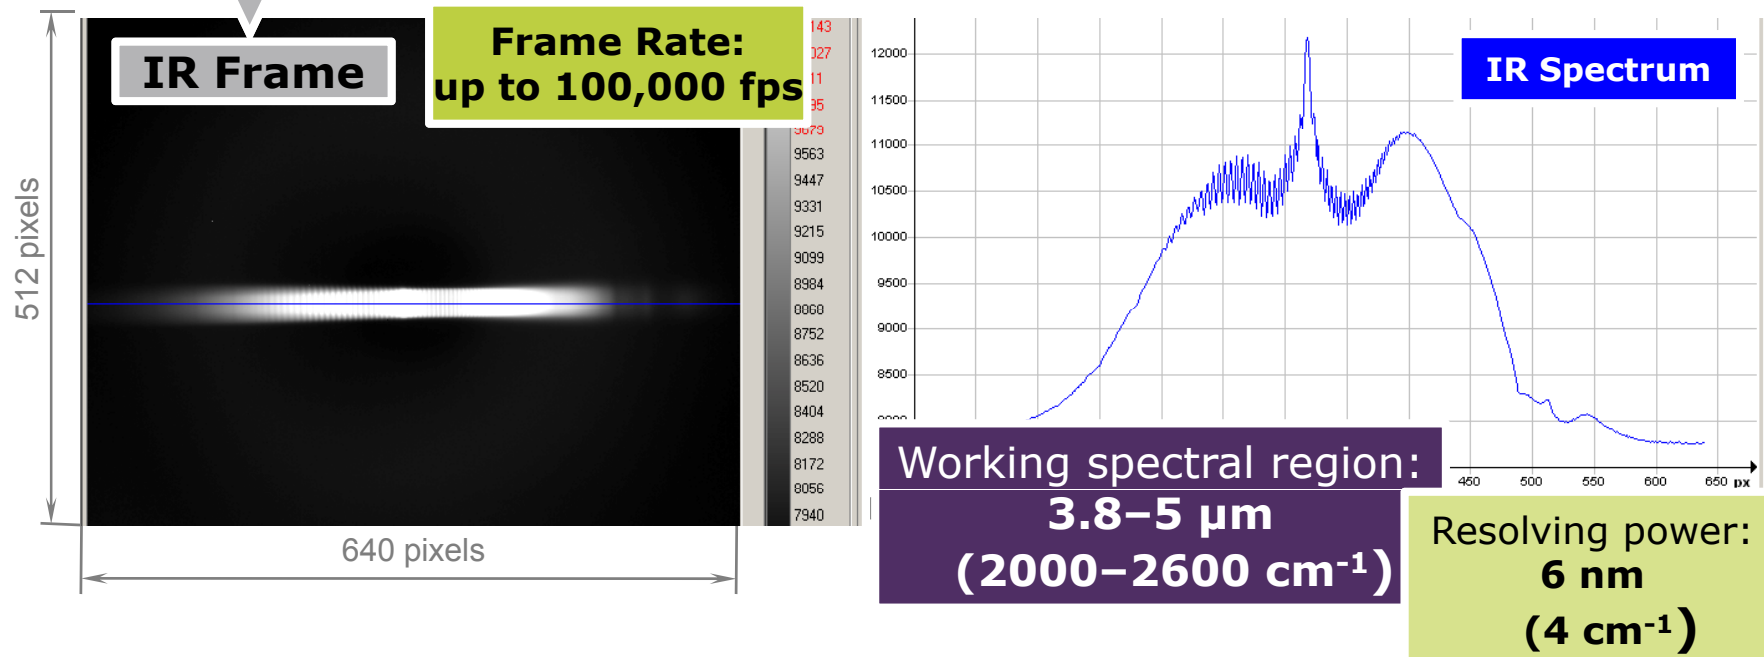 IR Frame
Frame Rate:
up to 100,000 fps
512 pixels
640 pixels
143
9563
9447
9331
9215
9099
8984
8868
8752
8636
8520
8404
8288
8172
8056
7940
IR Spectrum
12000
11500
11000
10500
10000
9500
9000
8500
450 500 550 600 650 px
Working spectral region:
3.8–5 µm
(2000–2600 cm-1)
Resolving power:
6 nm
(4 cm-1)